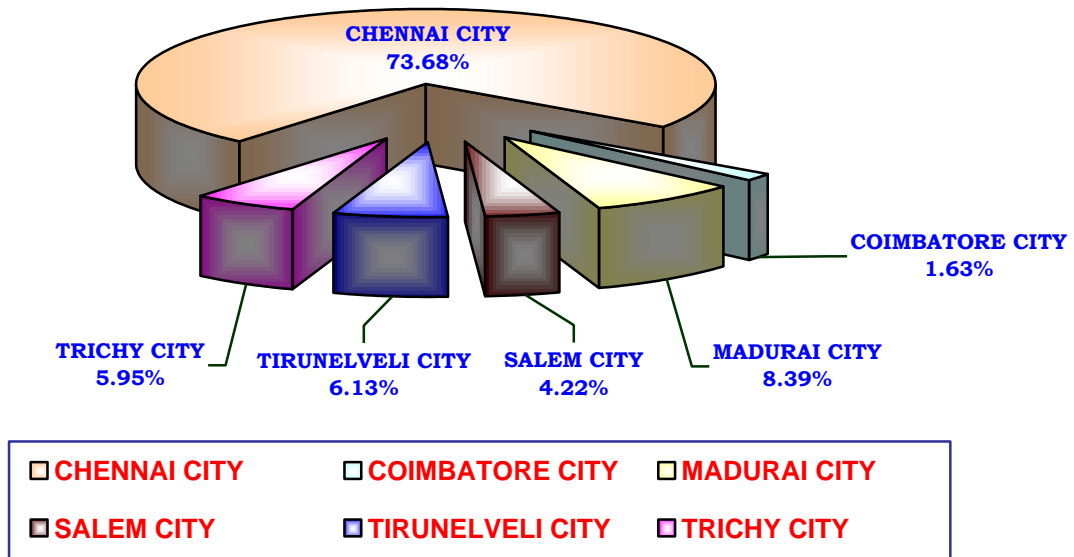 CHENNAI CITY
73.68%
COIMBATORE CITY
1.63%
MADURAI CITY
8.39%
SALEM CITY
4.22%
TIRUNELVELI CITY
6.13%
TRICHY CITY
5.95%
CHENNAI CITY
COIMBATORE CITY
MADURAI CITY
SALEM CITY
TIRUNELVELI CITY
TRICHY CITY